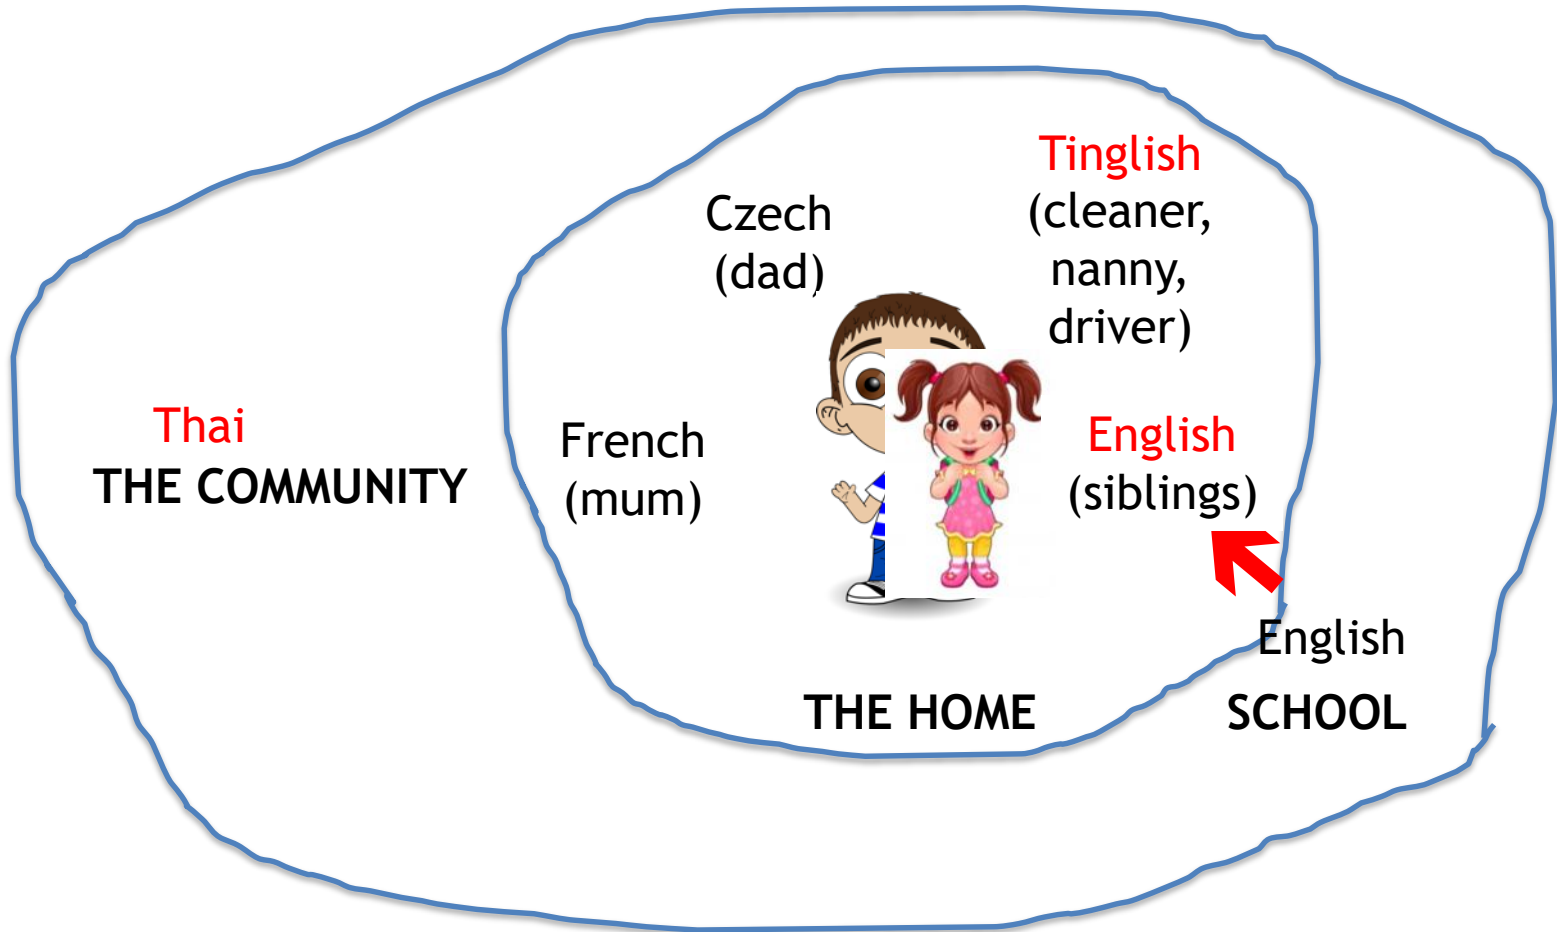 Tinglish
(cleaner,
nanny,
driver)
Czech
(dad)
Thai
THE COMMUNITY
French
(mum)
English
(siblings)
English
SCHOOL
THE HOME